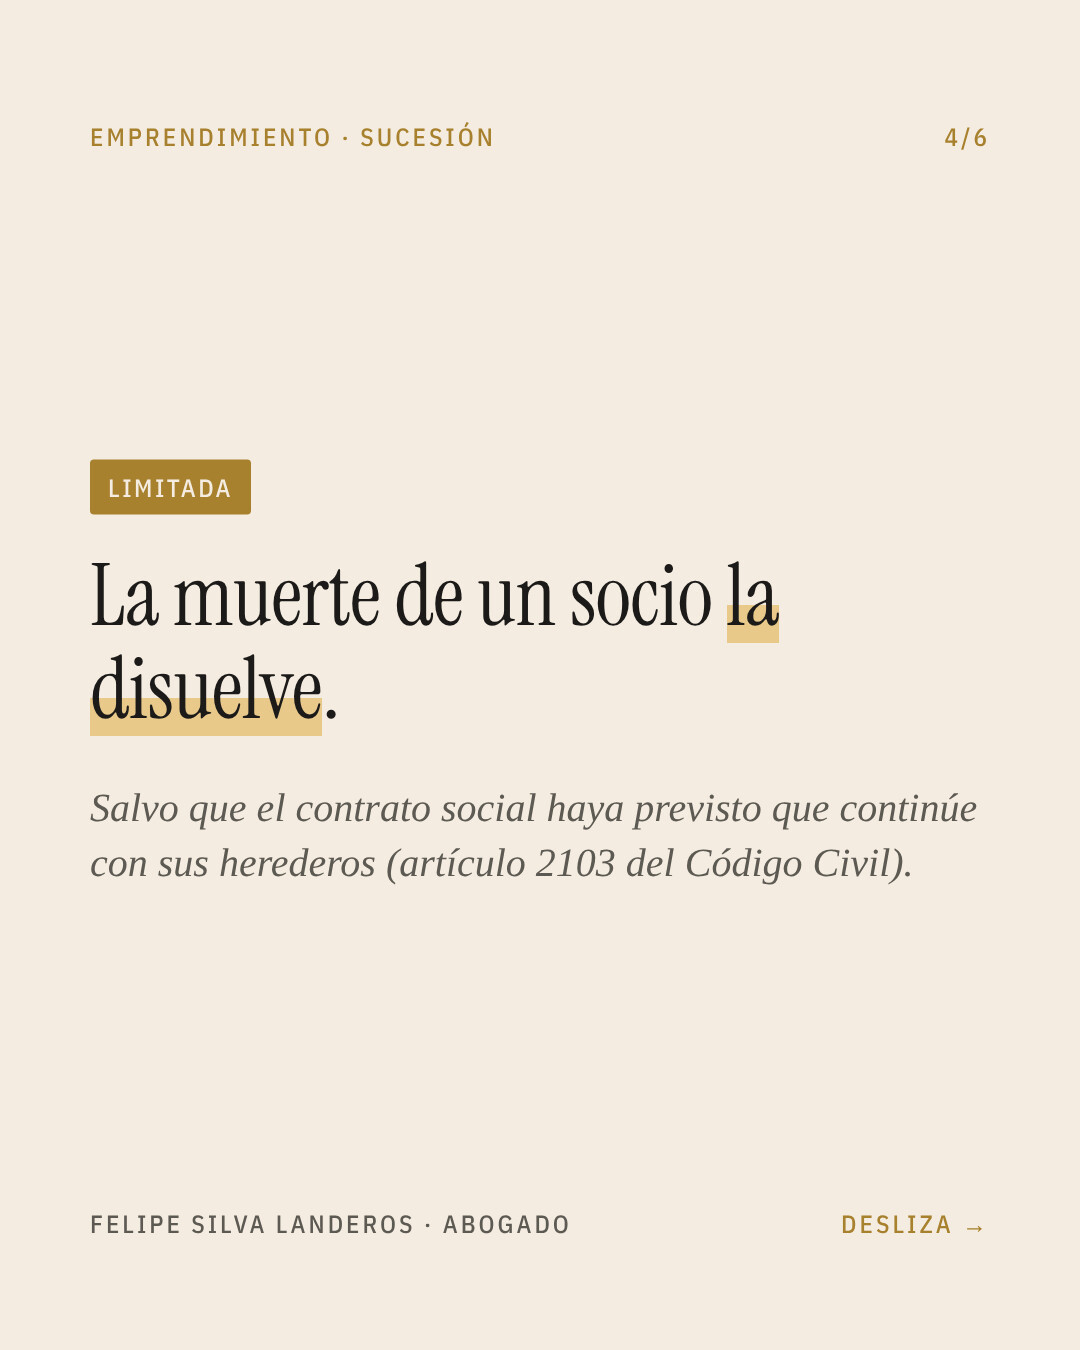 EMPRENDIMIENTO · SUCESIÓN 4/6
LIMITADA
La muerte de un socio la
disuelve.
Salvo que el contrato social haya previsto que continúe
con sus herederos (artículo 2103 del Código Civil).
FELIPE SILVA LANDEROS · ABOGADO DESLIZA →